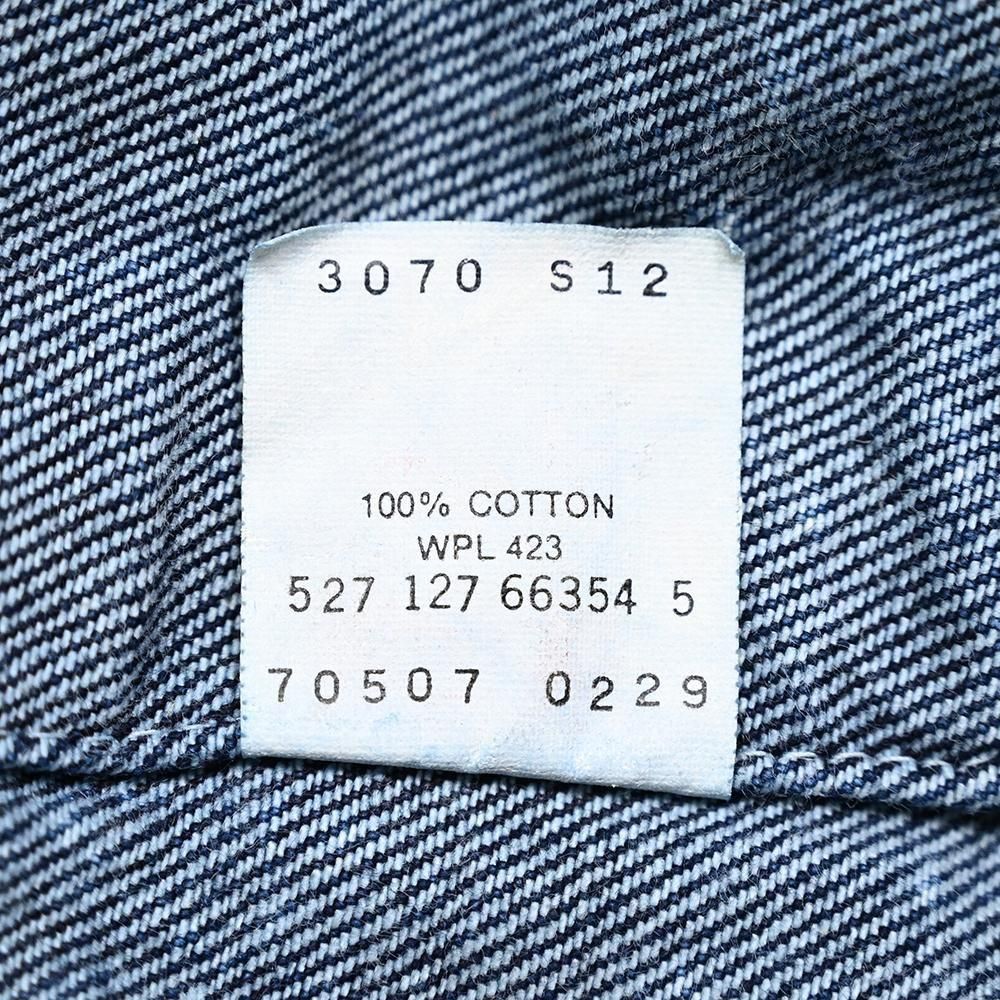 3070 S12
100% COTTON
WPL 423
527 127 66354 5
70507 0229